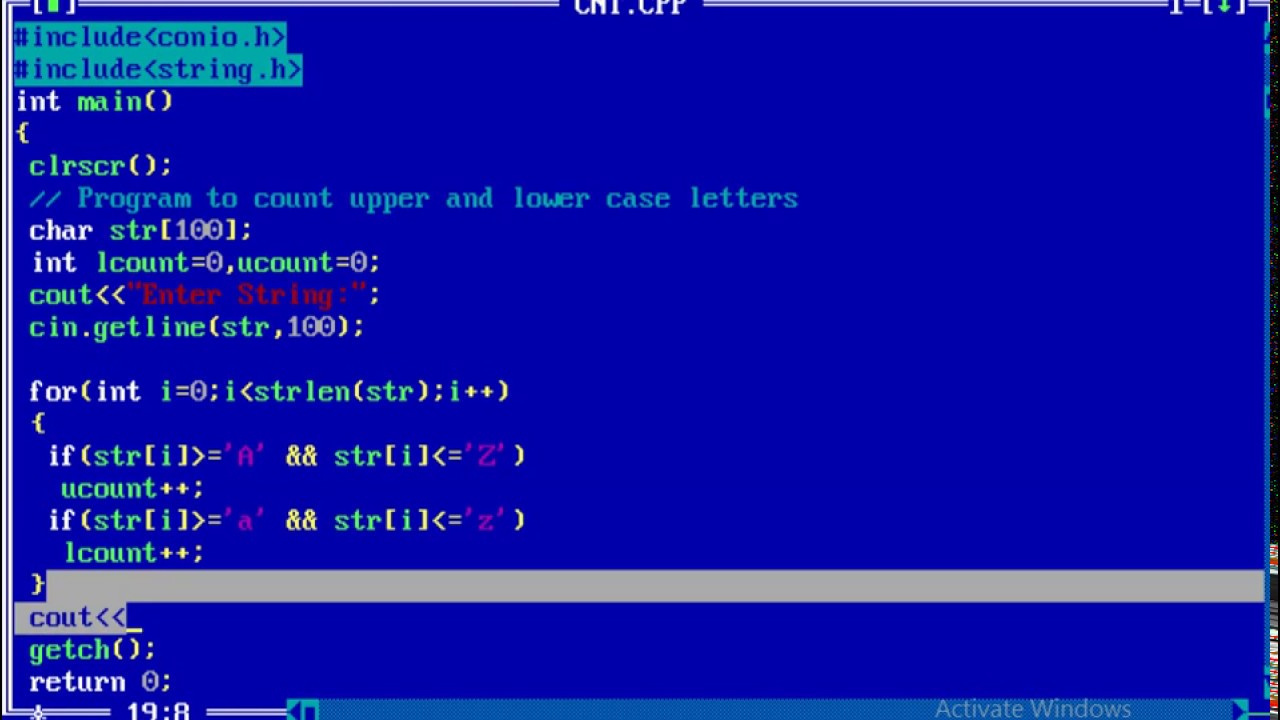 CNT.CPP
1
#include<conio.h>
#include<string.h>
int main()
{
clrscr();
// Program to count upper and lower case letters
char str[100];
int lcount=0,ucount=0;
cout<<"Enter String:";
cin.getline(str,100);
for(int i=0;i<strlen(str);i++)
{
if(str[i]>='A' && str[i]<='Z')
ucount++;
if(str[i]>='a' && str[i]<='z')
lcount++;
}
cout<<_
getch();
return 0;
19:8
Activate Windows